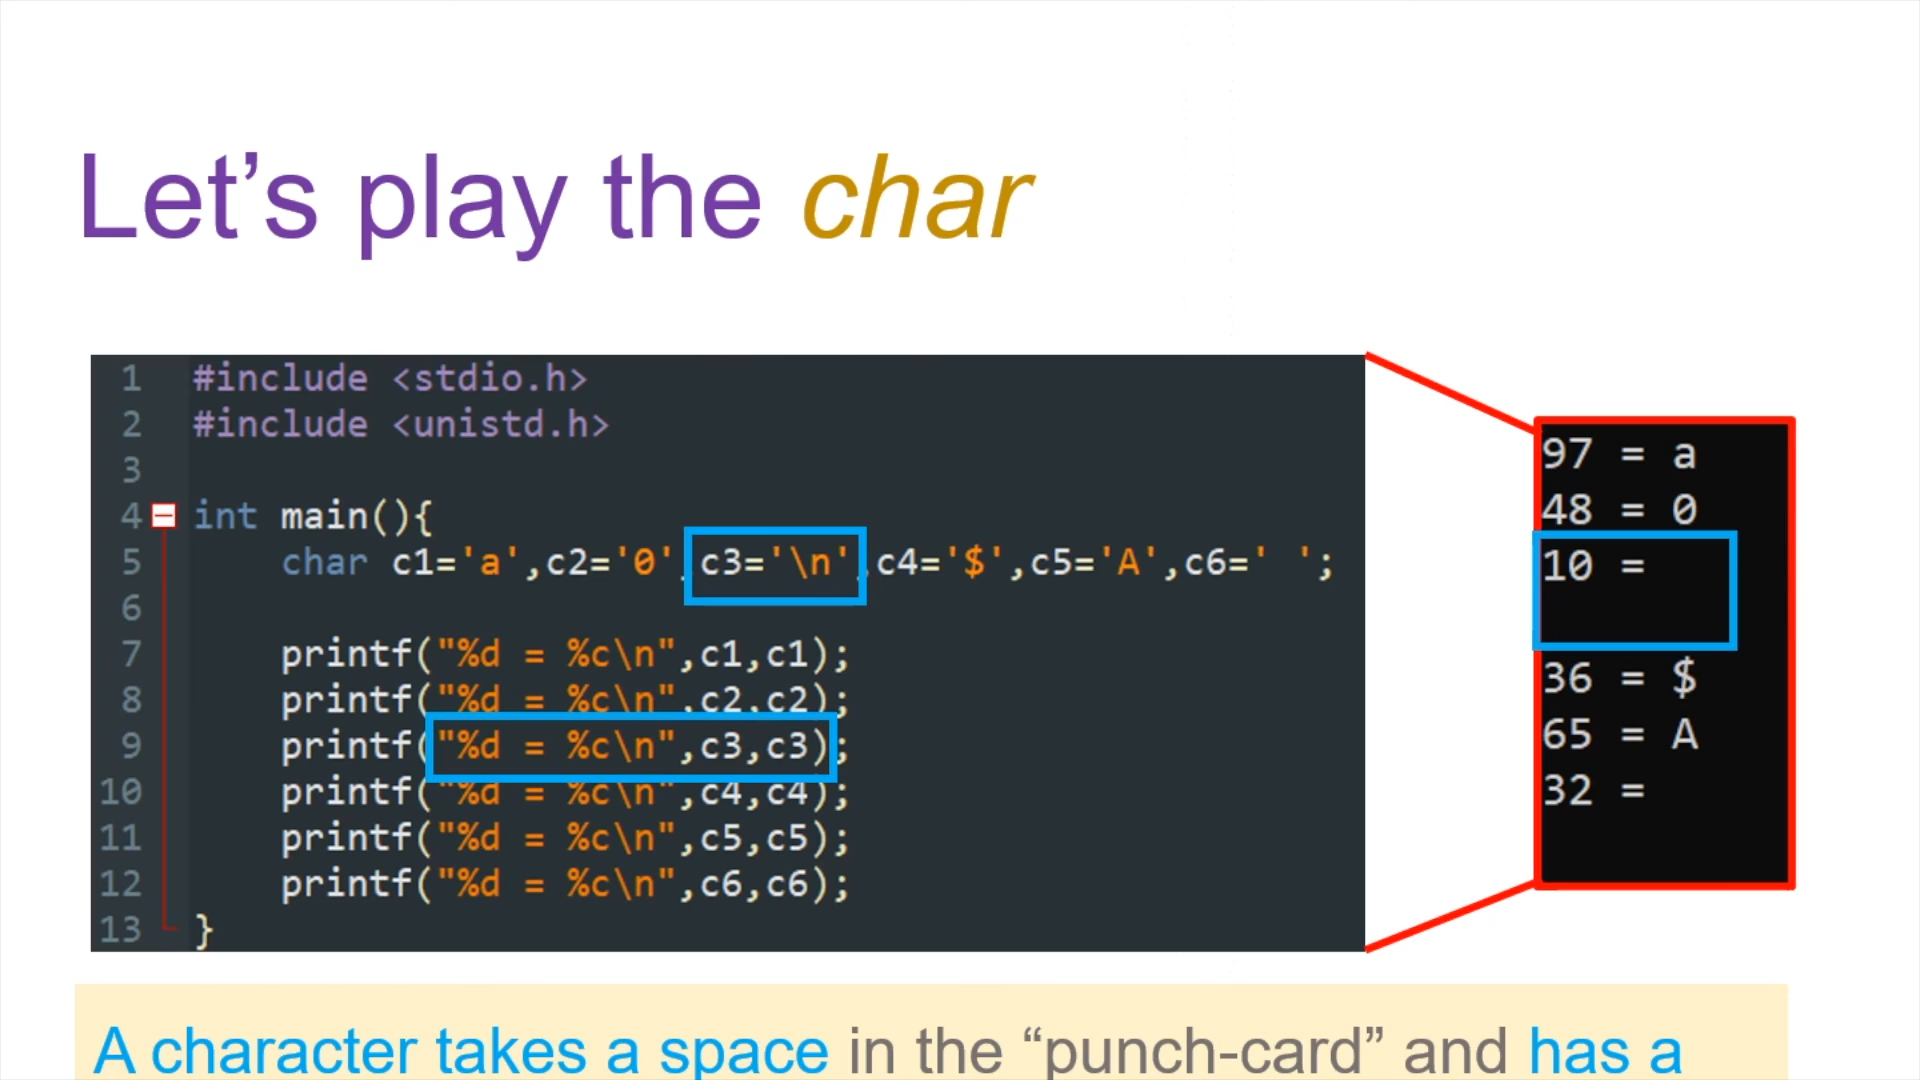 Let’s play the char
1 #include <stdio.h>
2 #include <unistd.h>
3
4 int main(){
5 char c1='a',c2='0',c3='\n',c4='$',c5='A',c6=' ';
6
7 printf("%d = %c\n",c1,c1);
8 printf("%d = %c\n",c2,c2);
9 printf("%d = %c\n",c3,c3);
10 printf("%d = %c\n",c4,c4);
11 printf("%d = %c\n",c5,c5);
12 printf("%d = %c\n",c6,c6);
13 }
97 = a
48 = 0
10 =
36 = $
65 = A
32 =
A character takes a space in the “punch-card” and has a